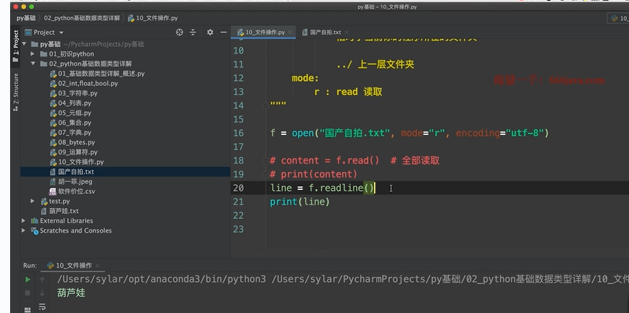 py基础 – 10_文件操作.py
py基础 › 02_python基础数据类型详解 › 10_文件操作.py
10_文
Project
10_文件操作.py ×
国产自拍.txt ×
1: Project
7: Structure
py基础 ~/PycharmProjects/py基础
01_初识python
02_python基础数据类型详解
01_基础数据类型详解_概述.py
02_int_float_bool.py
03_字符串.py
04_列表.py
05_元组.py
06_集合.py
07_字典.py
08_bytes.py
09_运算符.py
10_文件操作.py
国产自拍.txt
胡一菲.jpeg
软件价位.csv
test.py
葫芦娃.txt
External Libraries
Scratches and Consoles
10
11 ../ 上一层文件夹
12 mode:
13 r : read 读取
14 """
15
16 f = open("国产自拍.txt", mode="r", encoding="utf-8")
17
18 # content = f.read() # 全部读取
19 # print(content)
20 line = f.readline()
21 print(line)
22
23
Run: 10_文件操作 ×
/Users/sylar/opt/anaconda3/bin/python3 /Users/sylar/PycharmProjects/py基础/02_python基础数据类型详解/10_文件
葫芦娃